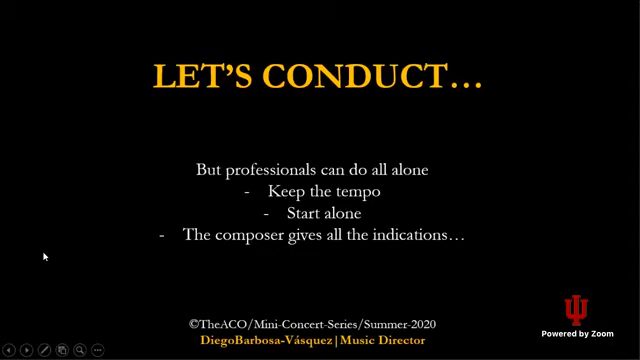 LET'S CONDUCT…
But professionals can do all alone
- Keep the tempo
- Start alone
- The composer gives all the indications…
©TheACO/Mini-Concert-Series/Summer-2020
DiegoBarbosa-Vásquez|Music Director
Powered by Zoom